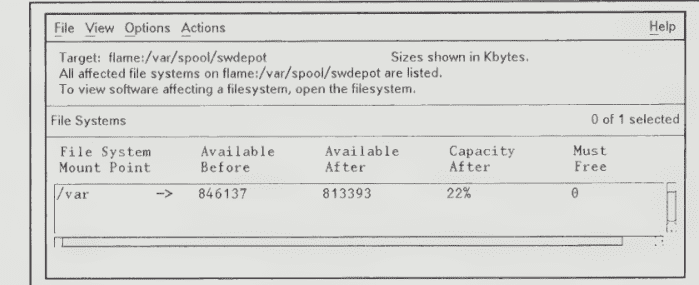 File View Options Actions Help
Target: flame:/var/spool/swdepot Sizes shown in Kbytes.
All affected file systems on flame:/var/spool/swdepot are listed.
To view software affecting a filesystem, open the filesystem.
File Systems 0 of 1 selected
File System Available Available Capacity Must
Mount Point Before After After Free
/var --> 846137 813393 22% 0